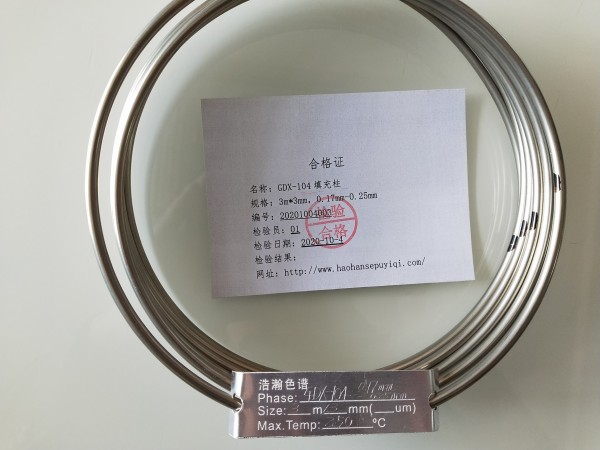 合格证
名称: GDX-104 填充柱
规格: 3m*3mm, 0.17mm-0.25mm
编号: 20201004003
检验 合格
检验员: 01
检验日期: 2020-10-4
检验结果:
网址: http://www.haohansepuyiqi.com/
浩瀚色谱
Phase:
Size: m/ mm( um)
Max.Temp: ℃